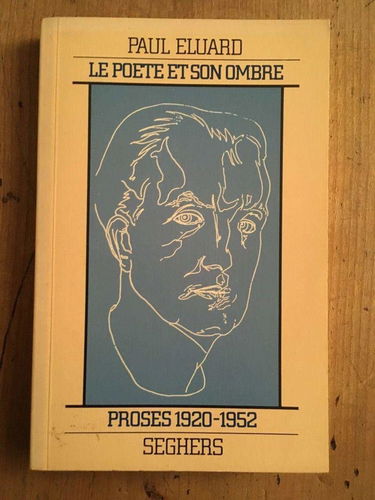 PAUL ELUARD
LE POETE ET SON OMBRE
PROSES 1920-1952
SEGHERS